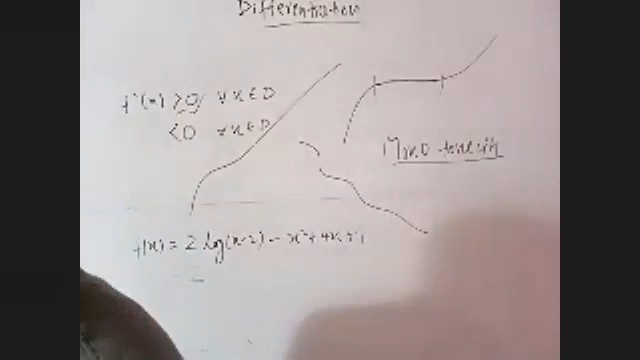 Differentiation
f'(x) > 0 ∀ x ∈ D
< 0 ∀ x ∈ D
Monotonicity
f(x) = 2 log(x-2) - x² + 4x + 1